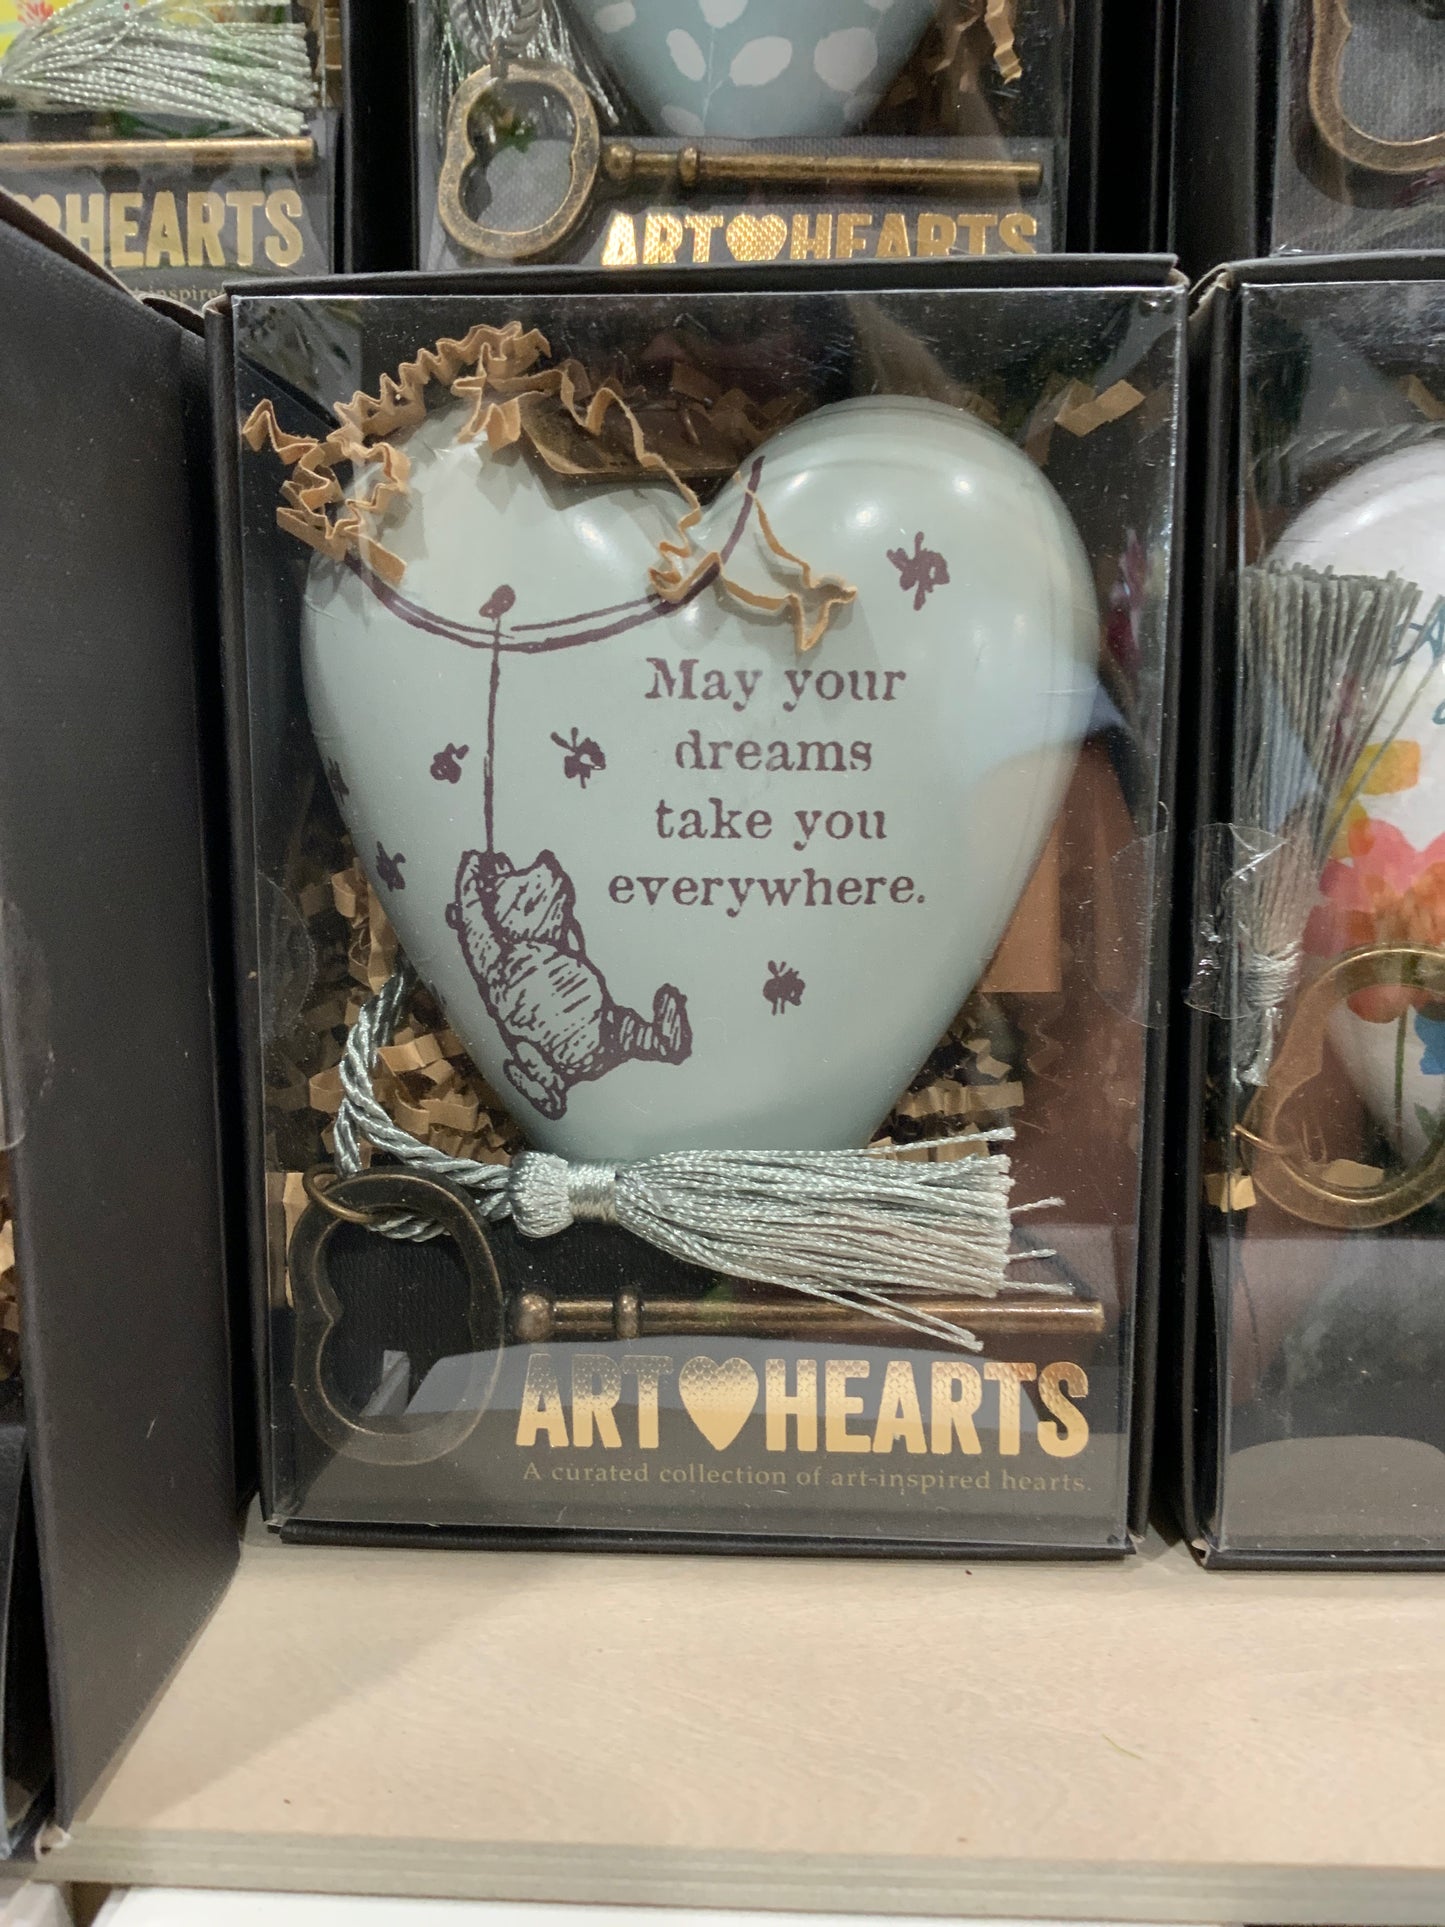 HEARTS
ART HEARTS
May your
dreams
take you
everywhere.
ART HEARTS
A curated collection of art-inspired hearts.